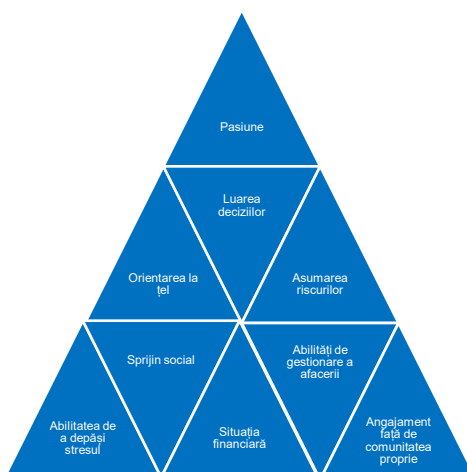 Pasiune
Luarea
deciziilor
Orientarea la
țel
Asumarea
riscurilor
Sprijin social
Abilități de
gestionare a
afacerii
Abilitatea de
a depăși
stresul
Situația
financiară
Angajament
față de
comunitatea
proprie